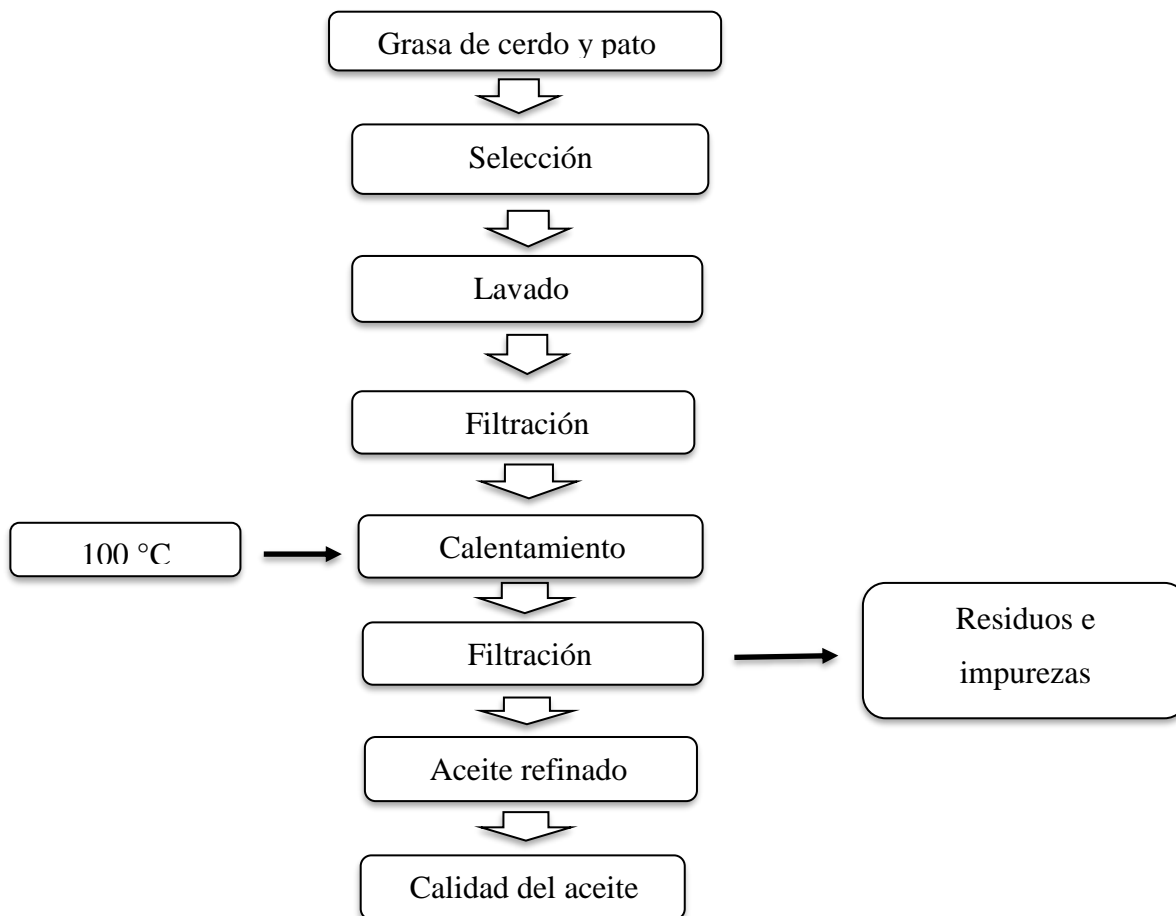 Grasa de cerdo y pato
Selección
Lavado
Filtración
100 °C
Calentamiento
Filtración
Residuos e
impurezas
Aceite refinado
Calidad del aceite